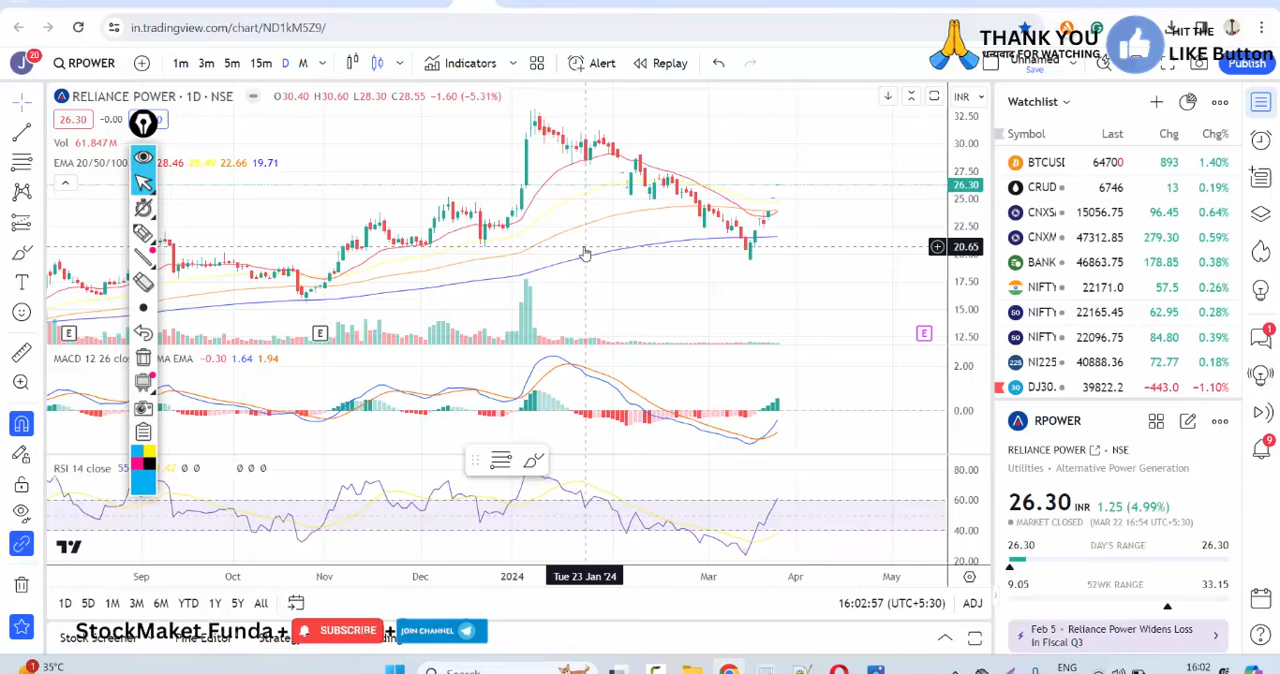 in.tradingview.com/chart/ND1kM5Z9/
THANK YOU
FOR WATCHING
HIT THE
LIKE Button
J 20
RPOWER
1m 3m 5m 15m D M
Indicators
Alert
Replay
Unnamed
Save
Publish
RELIANCE POWER · 1D · NSE
O30.40 H30.60 L28.30 C28.55 -1.60 (-5.31%)
INR
26.30 -0.00
Vol 61.847M
EMA 20/50/100 28.46 22.66 19.71
32.50
30.00
27.50
26.30
25.00
22.50
20.65
17.50
15.00
12.50
E E E
MACD 12 26 EMA -0.30 1.64 1.94
2.00
0.00
RSI 14 close
Ø Ø Ø Ø Ø
80.00
60.00
40.00
20.00
Sep Oct Nov Dec 2024 Tue 23 Jan '24 Mar Apr May
1D 5D 1M 3M 6M YTD 1Y 5Y All
16:02:57 (UTC+5:30) ADJ
StockMaket Funda + SUBSCRIBE + JOIN CHANNEL
Watchlist
Symbol Last Chg Chg%
BTCUSI 64700 893 1.40%
CRUD 6746 13 0.19%
CNXS 15056.75 96.45 0.64%
CNXM 47312.85 279.30 0.59%
BANK 46863.75 178.85 0.38%
NIFTY 22171.0 57.5 0.26%
NIFTY 22165.45 62.95 0.28%
NIFTY 22096.75 84.80 0.39%
NI225 40888.36 72.77 0.18%
DJ30. 39822.2 -443.0 -1.10%
RPOWER
RELIANCE POWER · NSE
Utilities · Alternative Power Generation
26.30 INR 1.25 (4.99%)
MARKET CLOSED (MAR 22 16:54 UTC+5:30)
26.30 DAY'S RANGE 26.30
9.05 52WK RANGE 33.15
Feb 5 • Reliance Power Widens Loss
in Fiscal Q3
1
9
1
35°C
Search
ENG
16:02